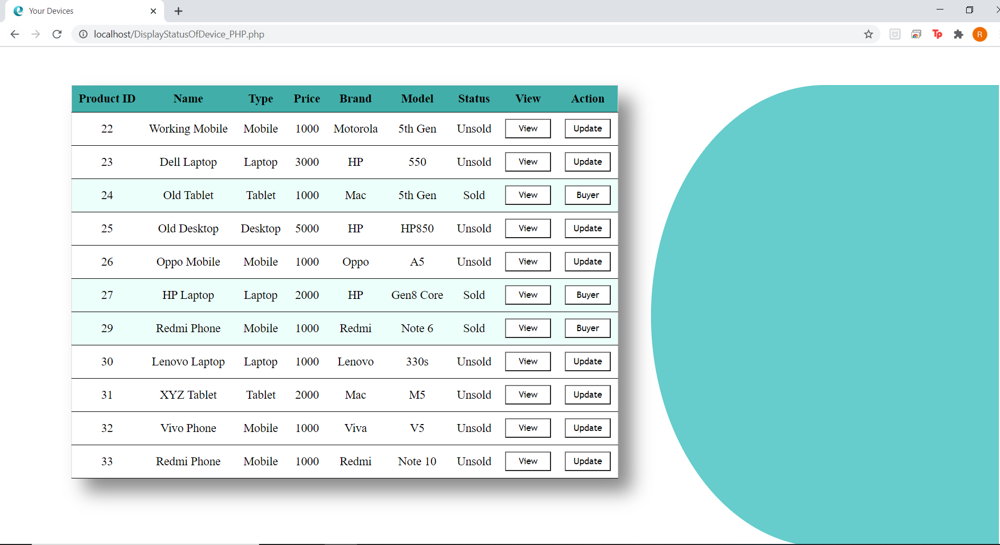 Your Devices
localhost/DisplayStatusOfDevice_PHP.php
Tp
R
Product ID Name Type Price Brand Model Status View Action
22 Working Mobile Mobile 1000 Motorola 5th Gen Unsold View Update
23 Dell Laptop Laptop 3000 HP 550 Unsold View Update
24 Old Tablet Tablet 1000 Mac 5th Gen Sold View Buyer
25 Old Desktop Desktop 5000 HP HP850 Unsold View Update
26 Oppo Mobile Mobile 1000 Oppo A5 Unsold View Update
27 HP Laptop Laptop 2000 HP Gen8 Core Sold View Buyer
29 Redmi Phone Mobile 1000 Redmi Note 6 Sold View Buyer
30 Lenovo Laptop Laptop 1000 Lenovo 330s Unsold View Update
31 XYZ Tablet Tablet 2000 Mac M5 Unsold View Update
32 Vivo Phone Mobile 1000 Viva V5 Unsold View Update
33 Redmi Phone Mobile 1000 Redmi Note 10 Unsold View Update